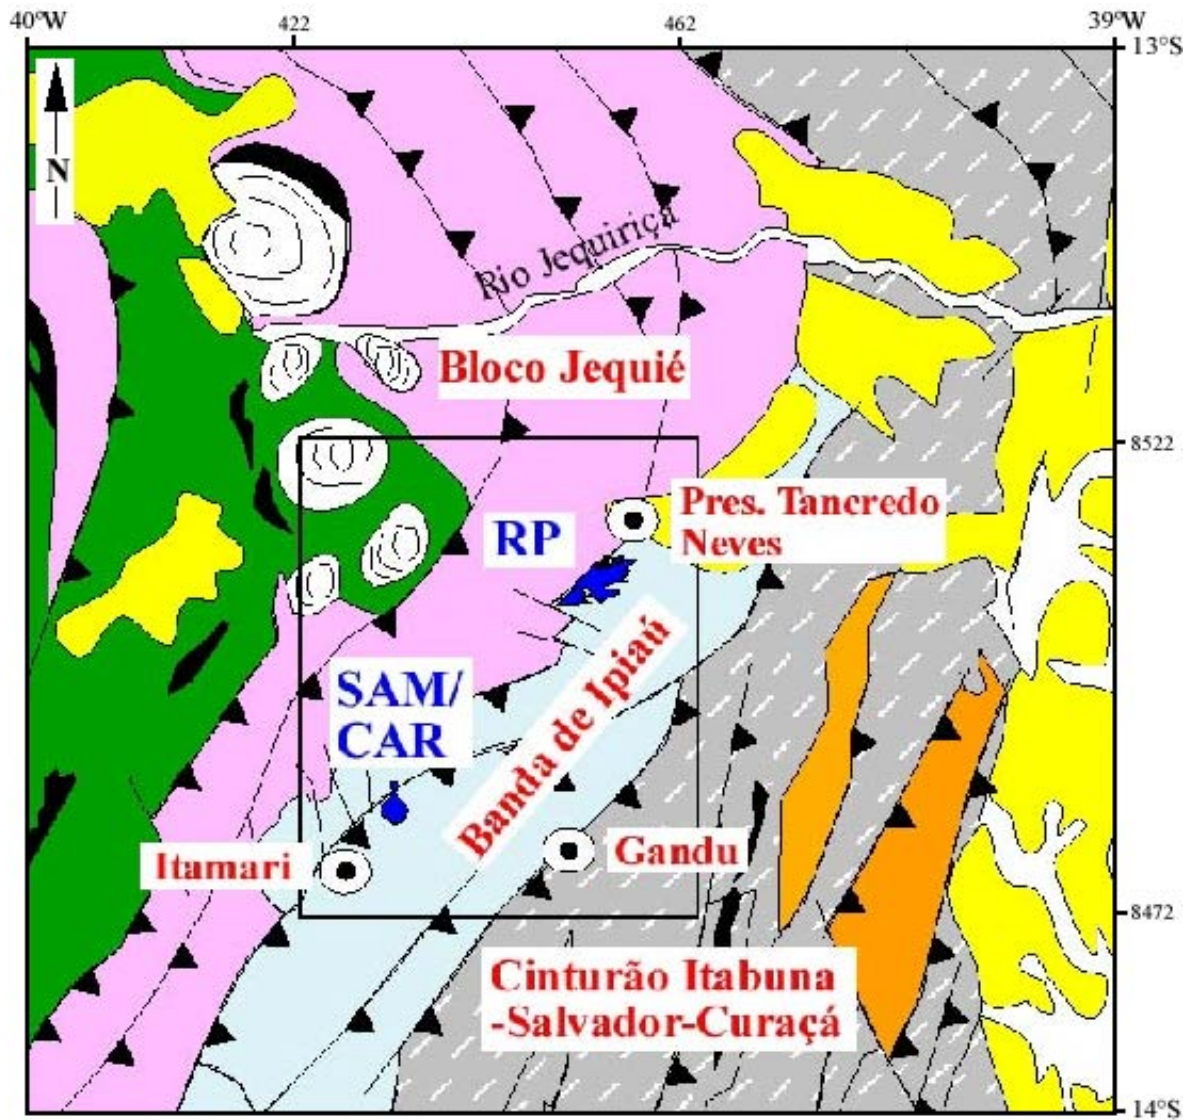 40°W
422
462
39°W
13°S
N
Rio Jequiriçá
Bloco Jequié
8522
Pres. Tancredo
Neves
RP
SAM/
CAR
Banda de Ipiaú
Itamari
Gandu
8472
Cinturão Itabuna
-Salvador-Curaçá
14°S